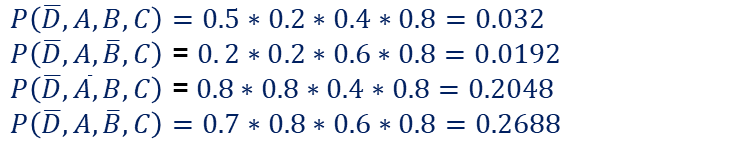 P(D̅, A, B, C) = 0.5 * 0.2 * 0.4 * 0.8 = 0.032
P(D̅, A, B̅, C) = 0. 2 * 0.2 * 0.6 * 0.8 = 0.0192
P(D̅, A̅, B, C) = 0.8 * 0.8 * 0.4 * 0.8 = 0.2048
P(D̅, A, B̅, C) = 0.7 * 0.8 * 0.6 * 0.8 = 0.2688